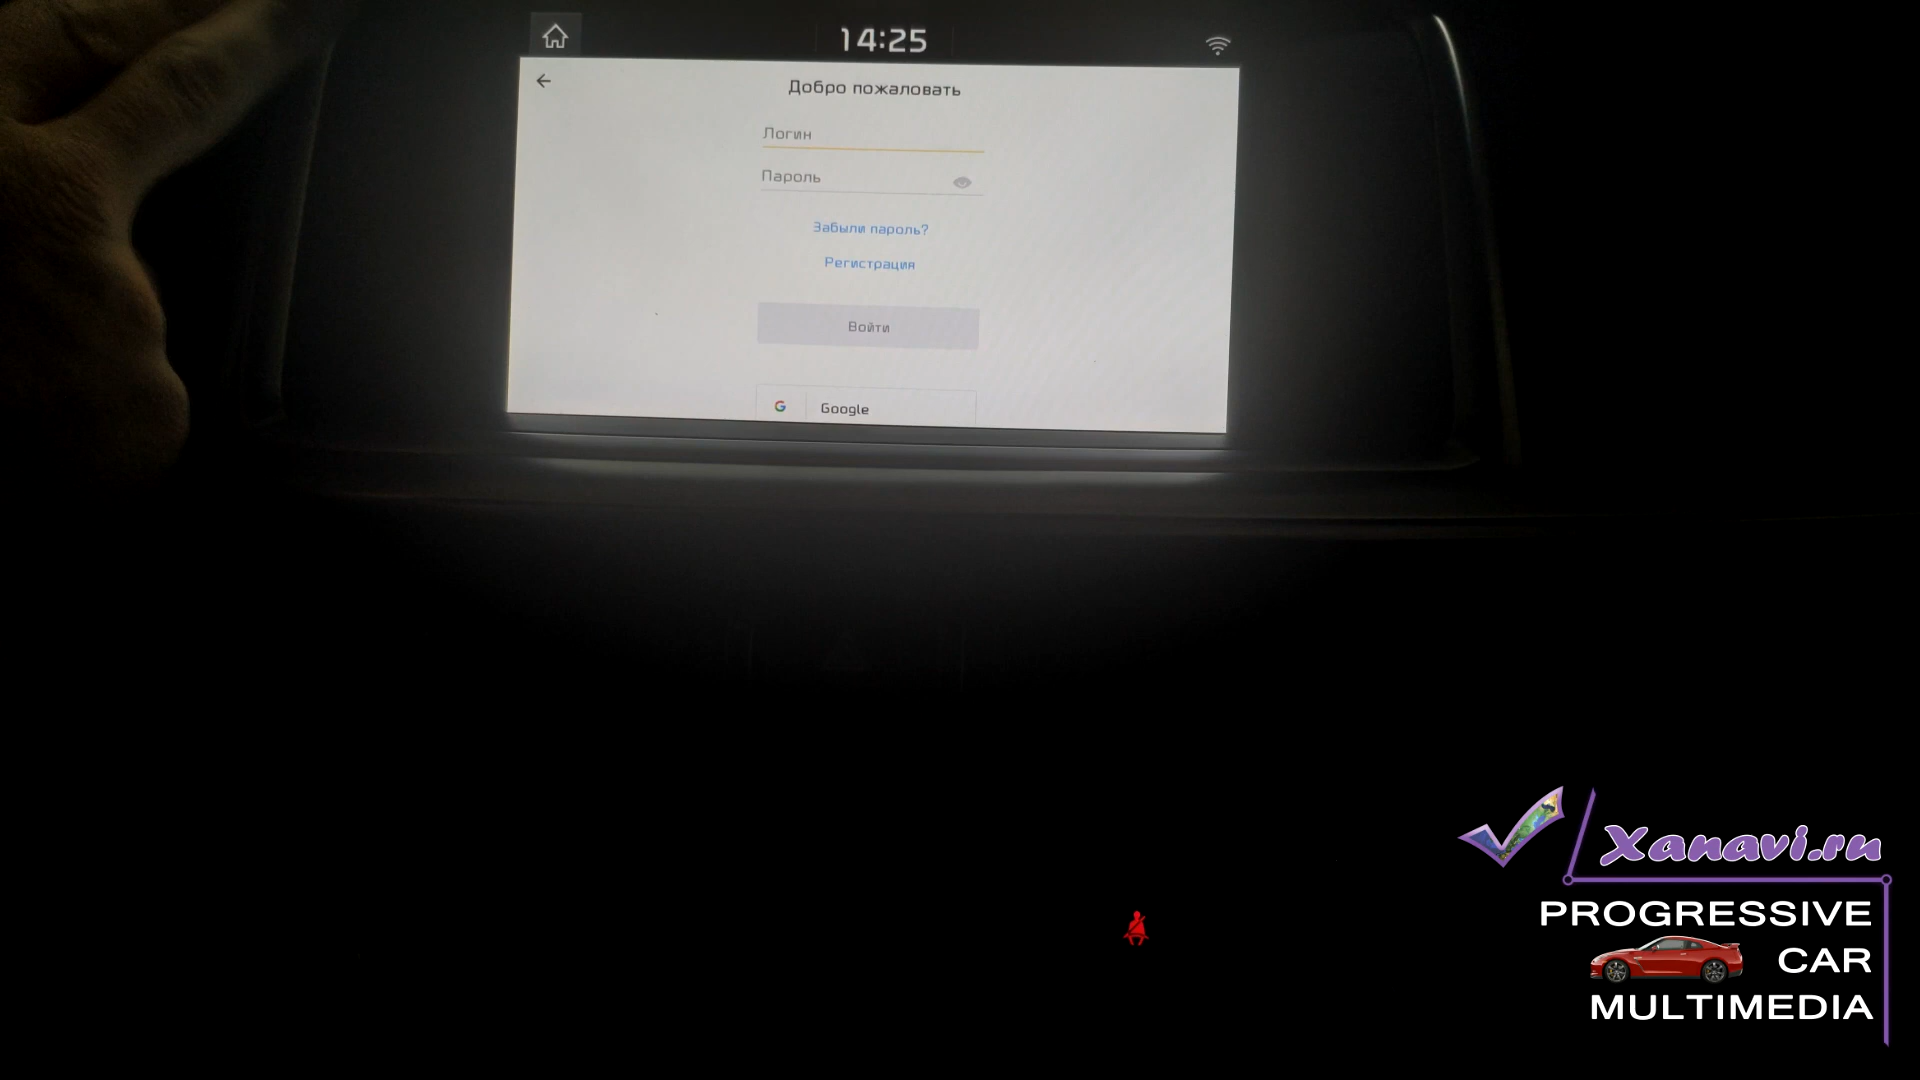 14:25
Добро пожаловать
Логин
Пароль
Забыли пароль?
Регистрация
Войти
G Google
Xanavi.ru
PROGRESSIVE
CAR
MULTIMEDIA